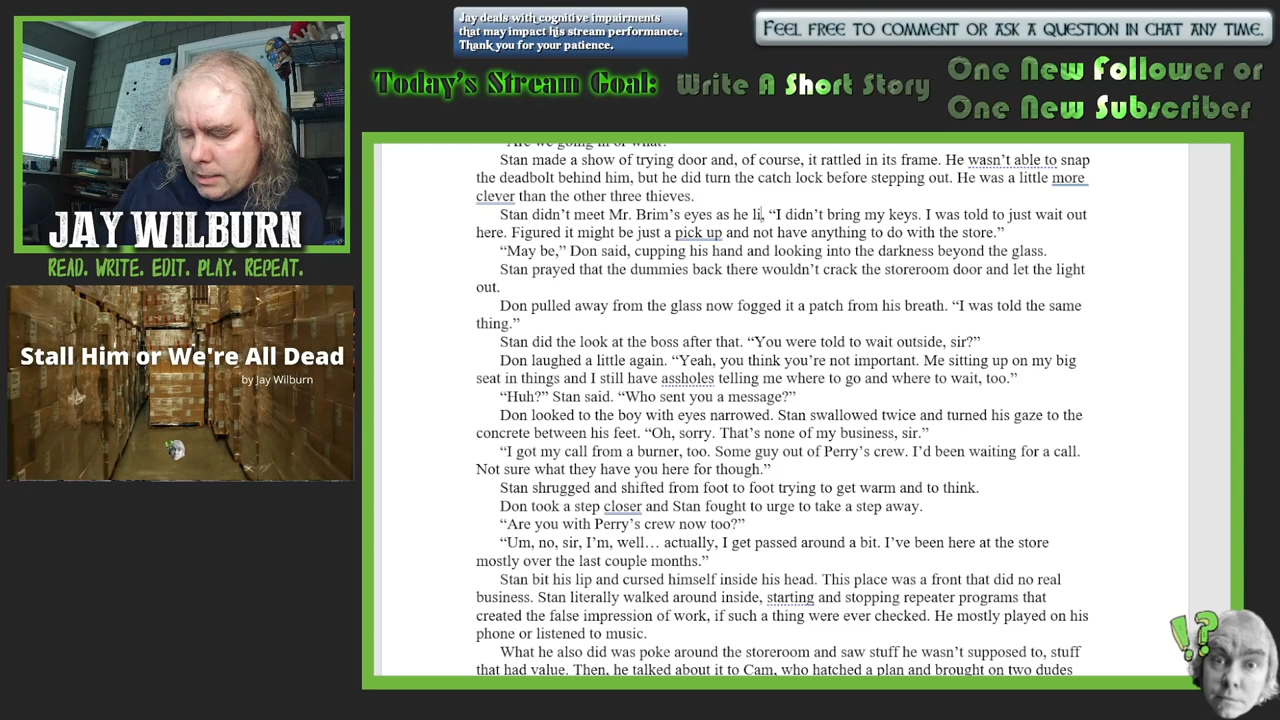 Jay deals with cognitive impairments
that may impact his stream performance.
Thank you for your patience.
Feel free to comment or ask a question in chat any time.
Today's Stream Goal:
Write A Short Story
One New Follower or
One New Subscriber
JAY WILBURN
READ. WRITE. EDIT. PLAY. REPEAT.
Stall Him or We're All Dead
by Jay Wilburn
“Are we going in or what?”
Stan made a show of trying door and, of course, it rattled in its frame. He wasn’t able to snap
the deadbolt behind him, but he did turn the catch lock before stepping out. He was a little more
clever than the other three thieves.
Stan didn’t meet Mr. Brim’s eyes as he li, “I didn’t bring my keys. I was told to just wait out
here. Figured it might be just a pick up and not have anything to do with the store.”
“May be,” Don said, cupping his hand and looking into the darkness beyond the glass.
Stan prayed that the dummies back there wouldn’t crack the storeroom door and let the light
out.
Don pulled away from the glass now fogged it a patch from his breath. “I was told the same
thing.”
Stan did the look at the boss after that. “You were told to wait outside, sir?”
Don laughed a little again. “Yeah, you think you’re not important. Me sitting up on my big
seat in things and I still have assholes telling me where to go and where to wait, too.”
“Huh?” Stan said. “Who sent you a message?”
Don looked to the boy with eyes narrowed. Stan swallowed twice and turned his gaze to the
concrete between his feet. “Oh, sorry. That’s none of my business, sir.”
“I got my call from a burner, too. Some guy out of Perry’s crew. I’d been waiting for a call.
Not sure what they have you here for though.”
Stan shrugged and shifted from foot to foot trying to get warm and to think.
Don took a step closer and Stan fought to urge to take a step away.
“Are you with Perry’s crew now too?”
“Um, no, sir, I’m, well… actually, I get passed around a bit. I’ve been here at the store
mostly over the last couple months.”
Stan bit his lip and cursed himself inside his head. This place was a front that did no real
business. Stan literally walked around inside, starting and stopping repeater programs that
created the false impression of work, if such a thing were ever checked. He mostly played on his
phone or listened to music.
What he also did was poke around the storeroom and saw stuff he wasn’t supposed to, stuff
that had value. Then, he talked about it to Cam, who hatched a plan and brought on two dudes
!?